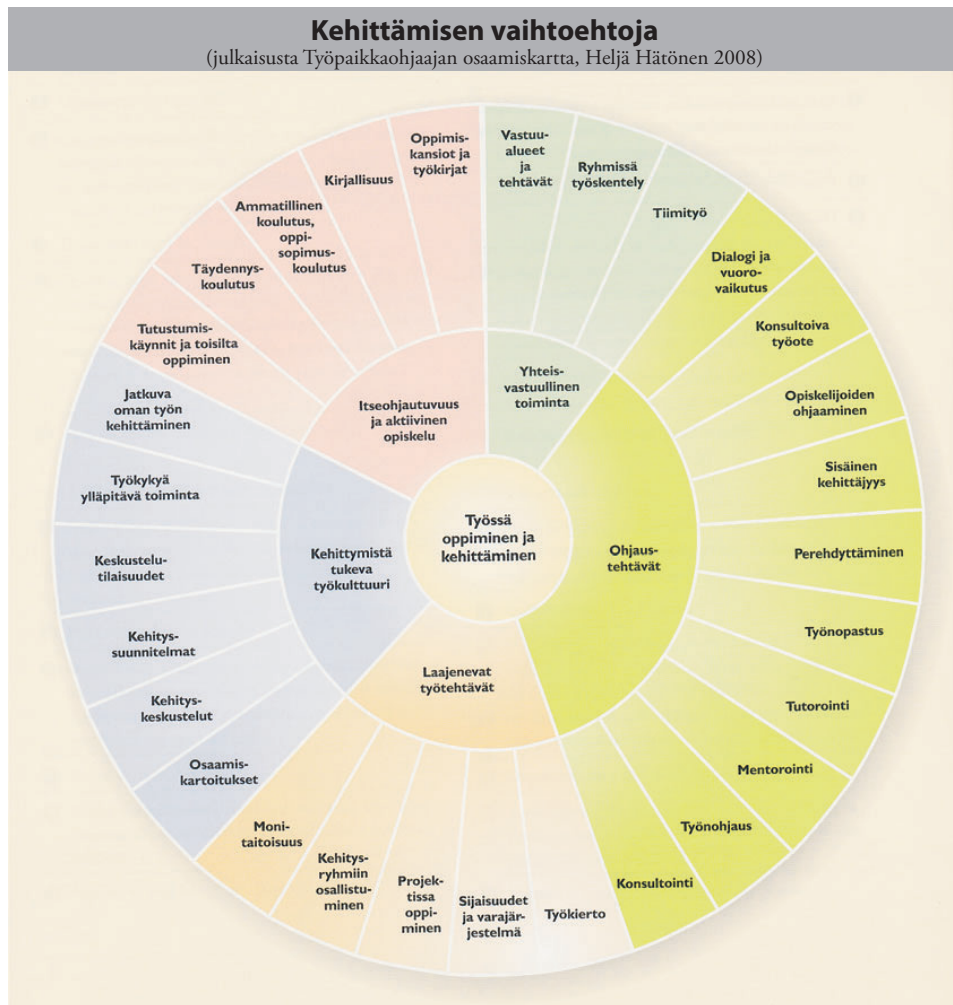 Kehittämisen vaihtoehtoja
(julkaisusta Työpaikkaohjaajan osaamiskartta, Heljä Hätönen 2008)
Työssä
oppiminen ja
kehittäminen
Yhteis-
vastuullinen
toiminta
Vastuu-
alueet
ja
tehtävät
Ryhmissä
työskentely
Tiimityö
Ohjaus-
tehtävät
Dialogi ja
vuoro-
vaikutus
Konsultoiva
työote
Opiskelijoiden
ohjaaminen
Sisäinen
kehittäjyys
Perehdyttäminen
Työnopastus
Tutorointi
Mentorointi
Työnohjaus
Konsultointi
Laajenevat
työtehtävät
Työkierto
Sijaisuudet
ja varajär-
jestelmä
Projek-
tissa
oppi-
minen
Kehitys-
ryhmiin
osallistu-
minen
Moni-
taitoisuus
Kehittymistä
tukeva
työkulttuuri
Osaamis-
kartoitukset
Kehitys-
keskustelut
Kehitys-
suunnitelmat
Keskustelu-
tilaisuudet
Työkykyä
ylläpitävä toiminta
Jatkuva
oman työn
kehittäminen
Itseohjautuvuus
ja aktiivinen
opiskelu
Tutustumis-
käynnit ja toisilta
oppiminen
Täydennys-
koulutus
Ammatillinen
koulutus,
oppi-
sopimus-
koulutus
Kirjallisuus
Oppimis-
kansiot ja
työkirjat